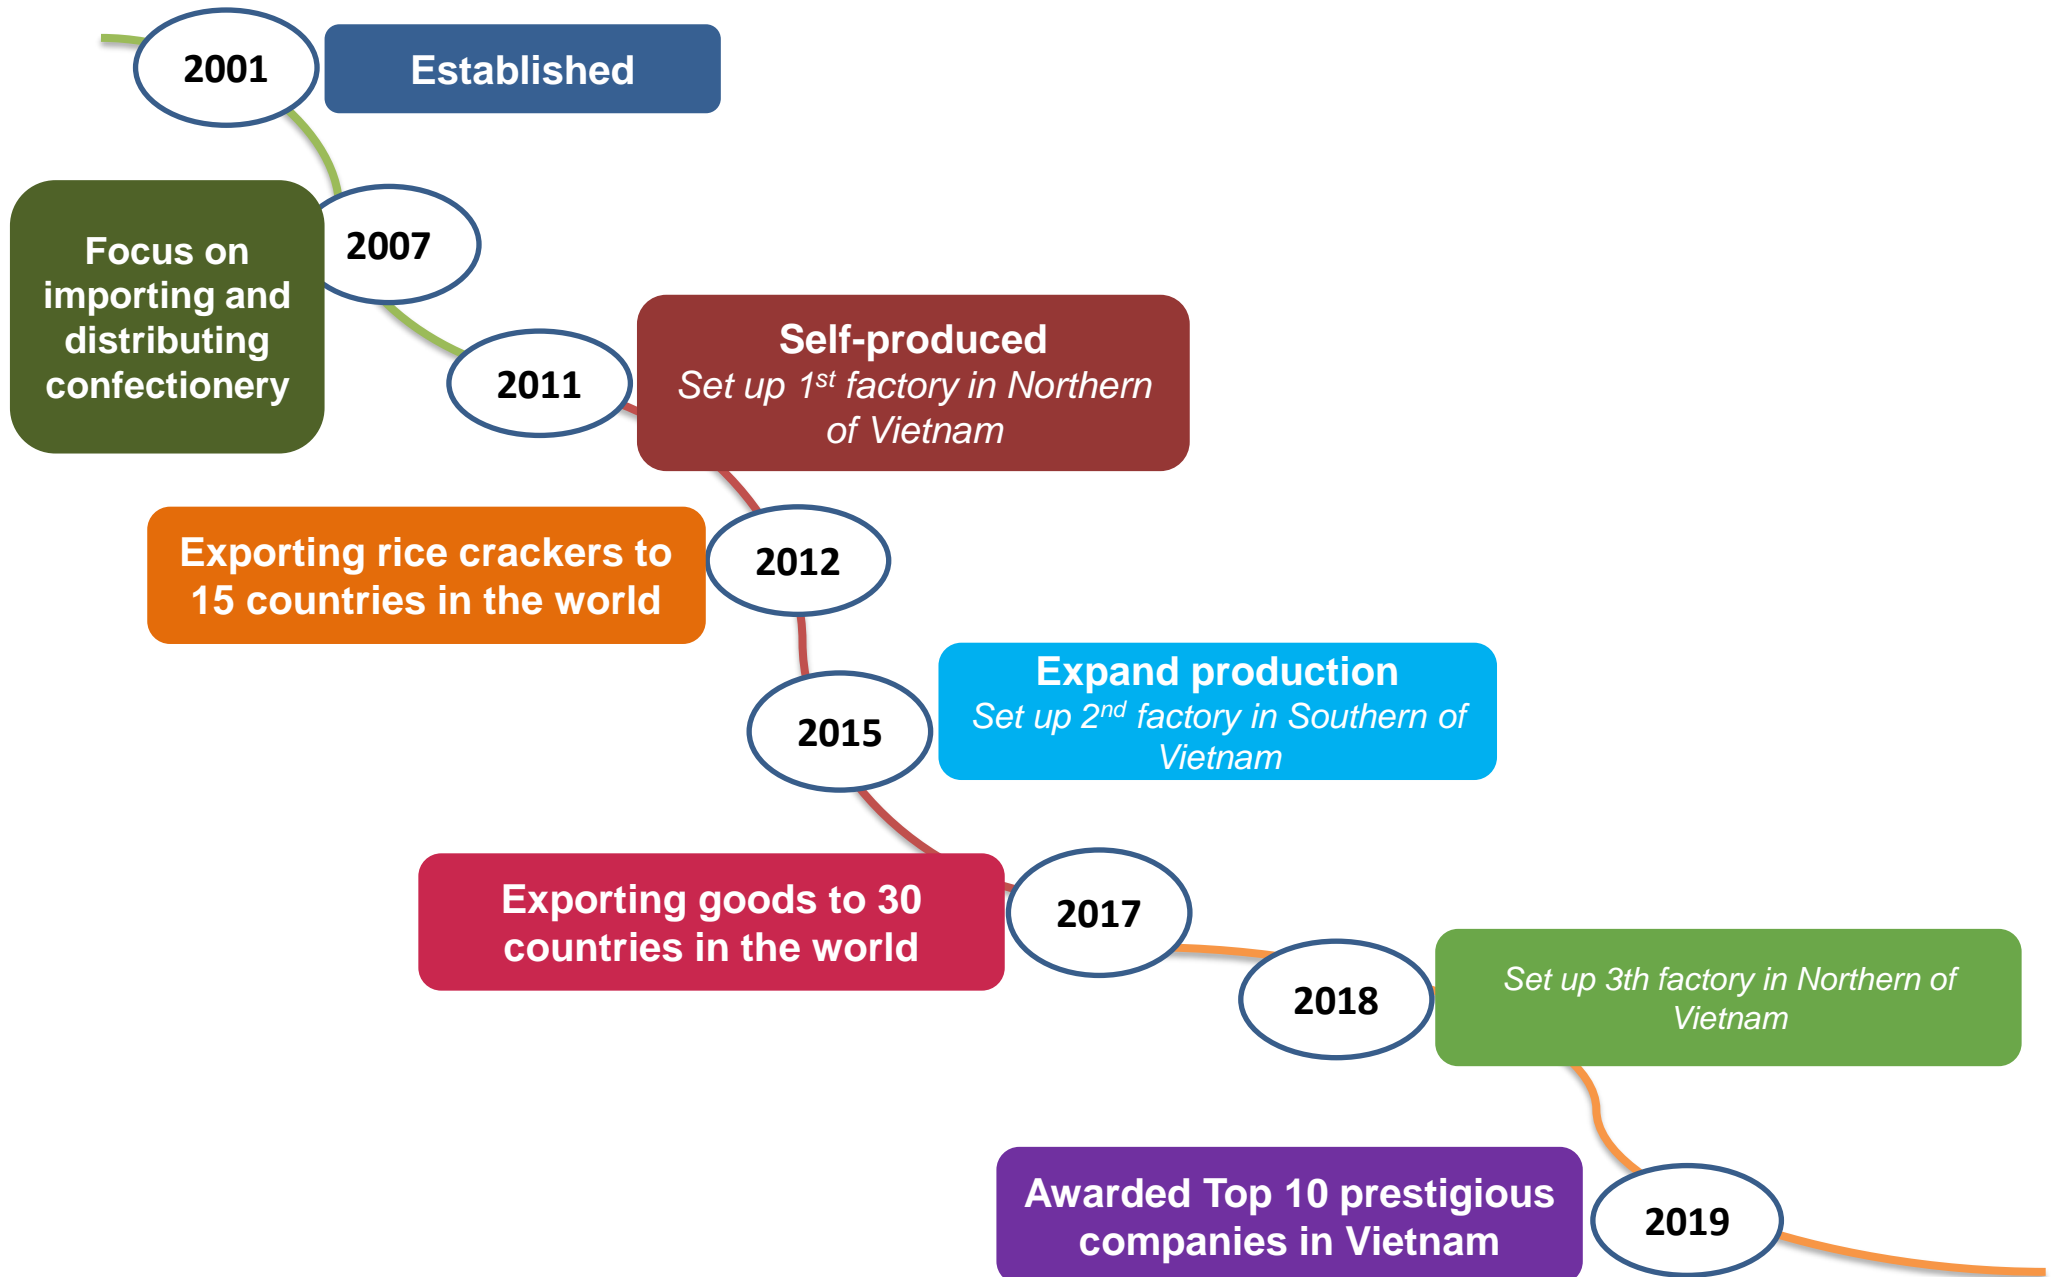 2001
Established
2007
Focus on
importing and
distributing
confectionery
2011
Self-produced
Set up 1st factory in Northern
of Vietnam
2012
Exporting rice crackers to
15 countries in the world
2015
Expand production
Set up 2nd factory in Southern of
Vietnam
2017
Exporting goods to 30
countries in the world
2018
Set up 3th factory in Northern of
Vietnam
2019
Awarded Top 10 prestigious
companies in Vietnam